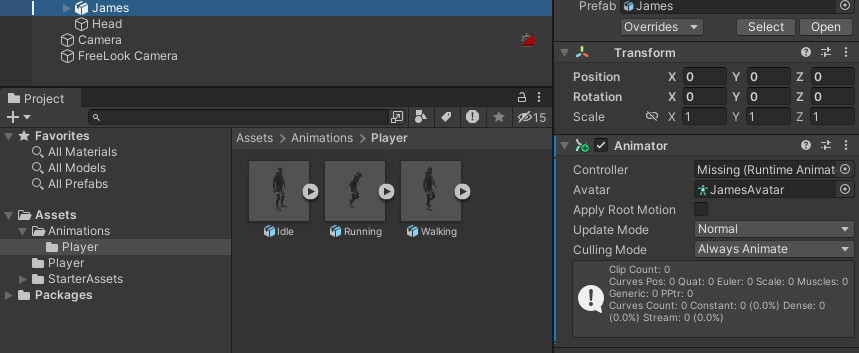 James
Head
Camera
FreeLook Camera
Project
15
Favorites
All Materials
All Models
All Prefabs
Assets
Animations
Player
Player
StarterAssets
Packages
Assets > Animations > Player
Idle
Running
Walking
Prefab James
Overrides Select Open
Transform
Position X 0 Y 0 Z 0
Rotation X 0 Y 0 Z 0
Scale X 1 Y 1 Z 1
Animator
Controller Missing (Runtime Animat
Avatar JamesAvatar
Apply Root Motion
Update Mode Normal
Culling Mode Always Animate
Clip Count: 0
Curves Pos: 0 Quat: 0 Euler: 0 Scale: 0 Muscles: 0
Generic: 0 PPtr: 0
Curves Count: 0 Constant: 0 (0.0%) Dense: 0
(0.0%) Stream: 0 (0.0%)